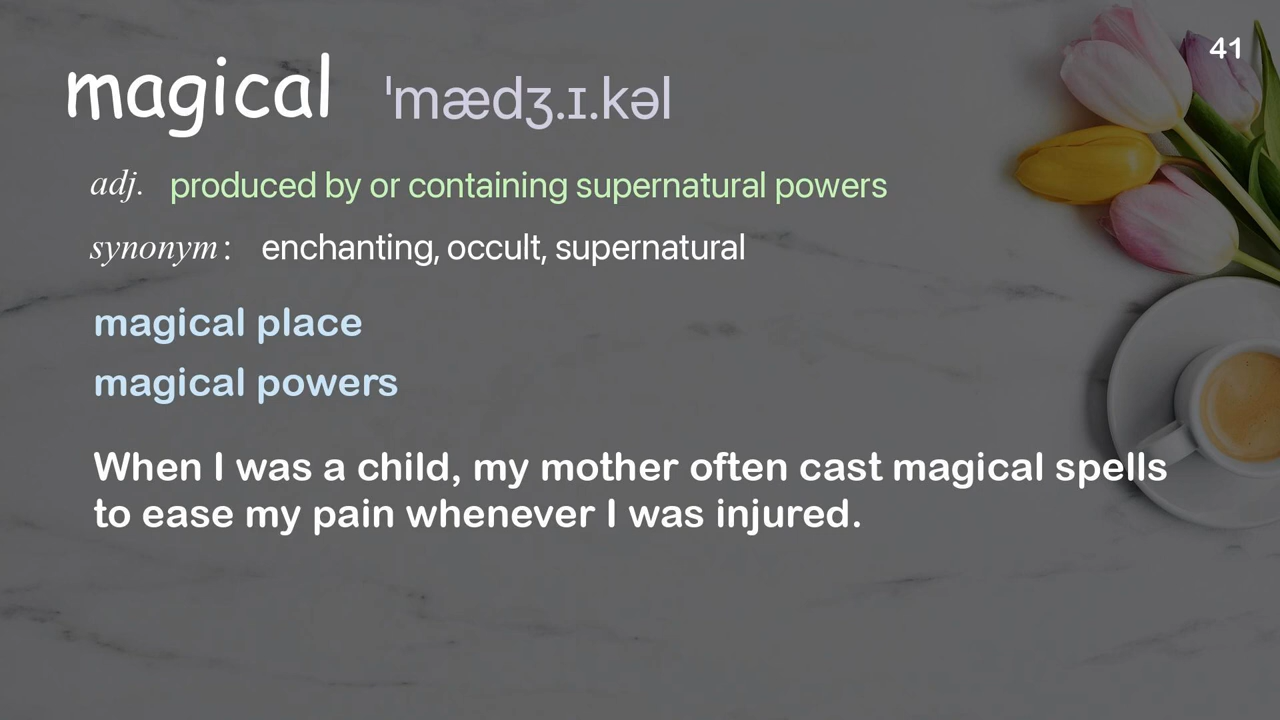 41
magical ˈmædʒ.ɪ.kəl
adj. produced by or containing supernatural powers
synonym: enchanting, occult, supernatural
magical place
magical powers
When I was a child, my mother often cast magical spells
to ease my pain whenever I was injured.